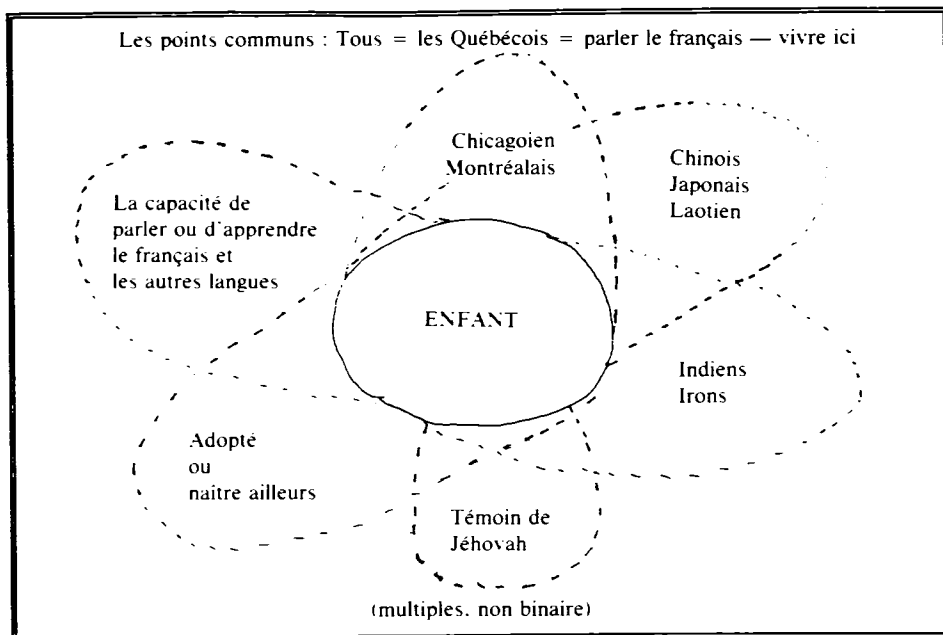 Les points communs : Tous = les Québécois = parler le français — vivre ici
Chicagoien
Montréalais
Chinois
Japonais
Laotien
La capacité de
parler ou d'apprendre
le français et
les autres langues
ENFANT
Indiens
Irons
Adopté
ou
naître ailleurs
Témoin de
Jéhovah
(multiples, non binaire)